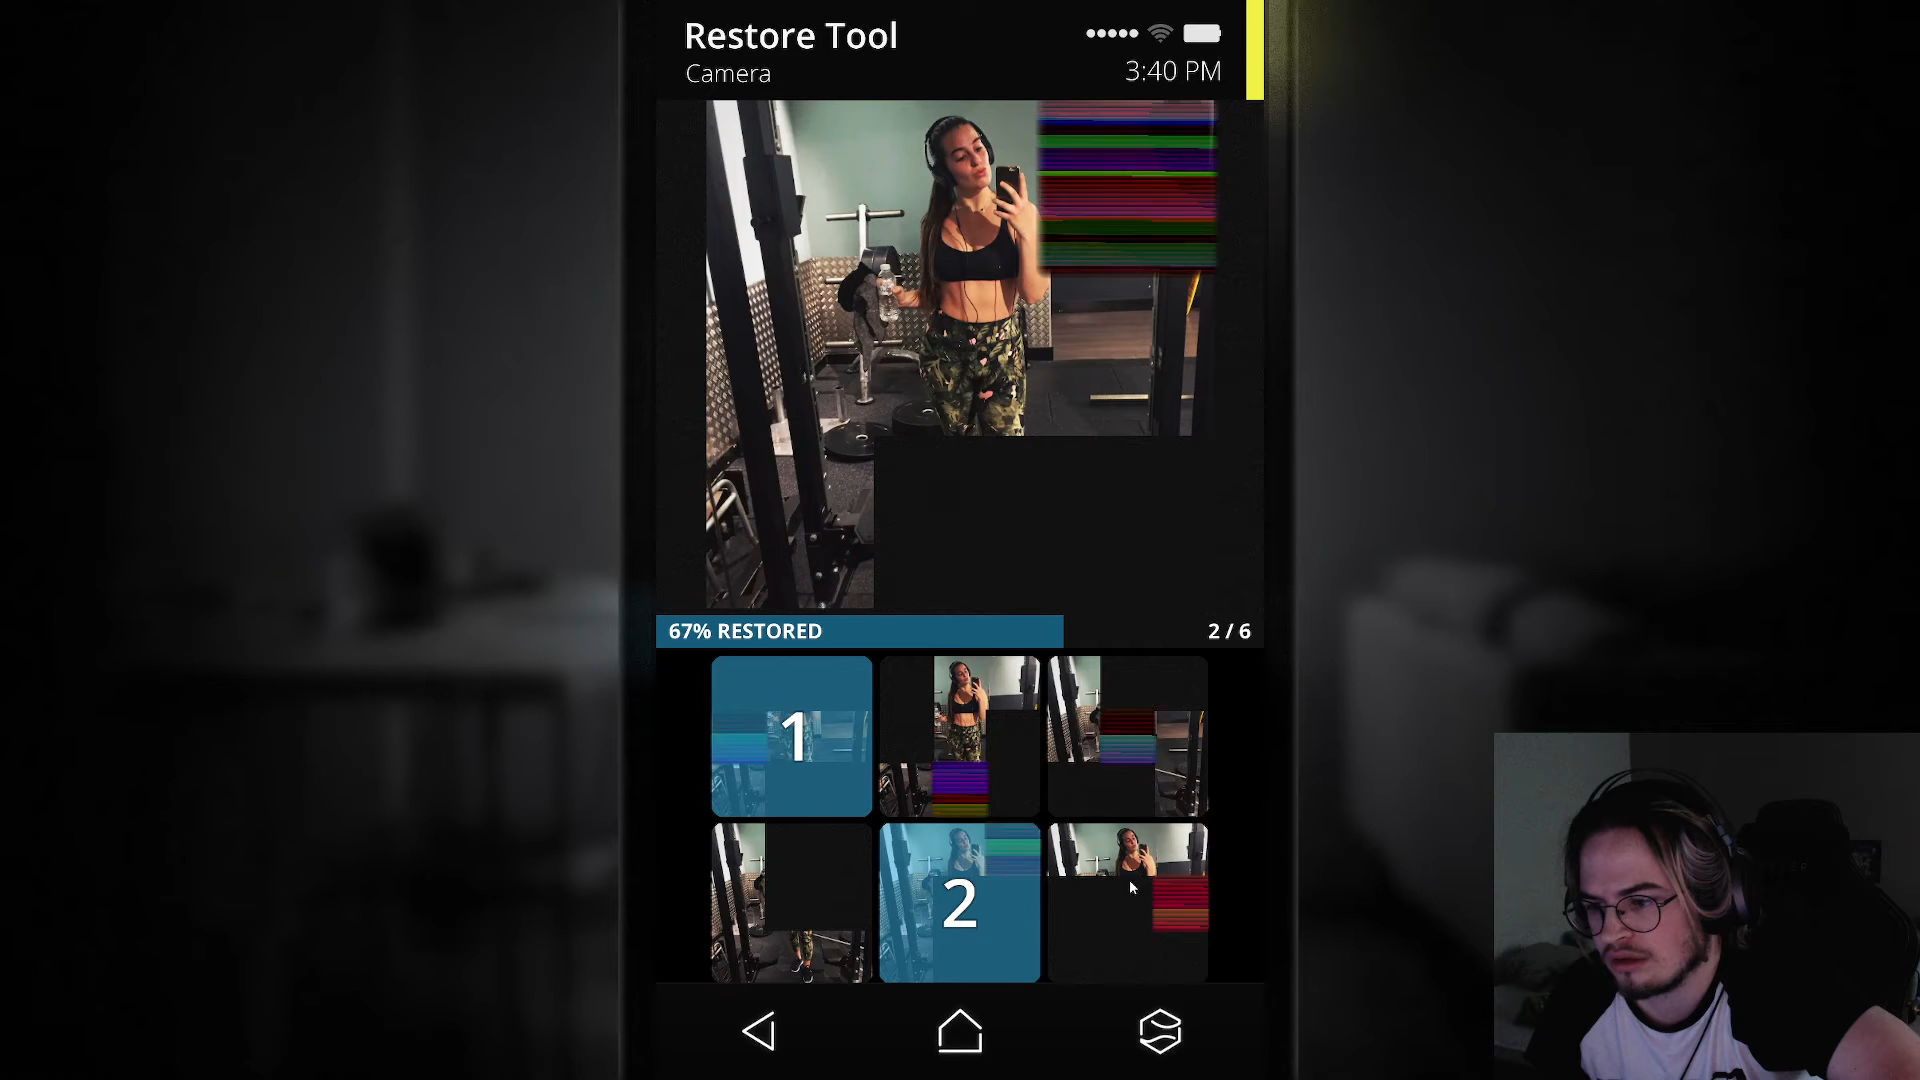 Restore Tool
Camera
3:40 PM
67% RESTORED
2 / 6
1
2